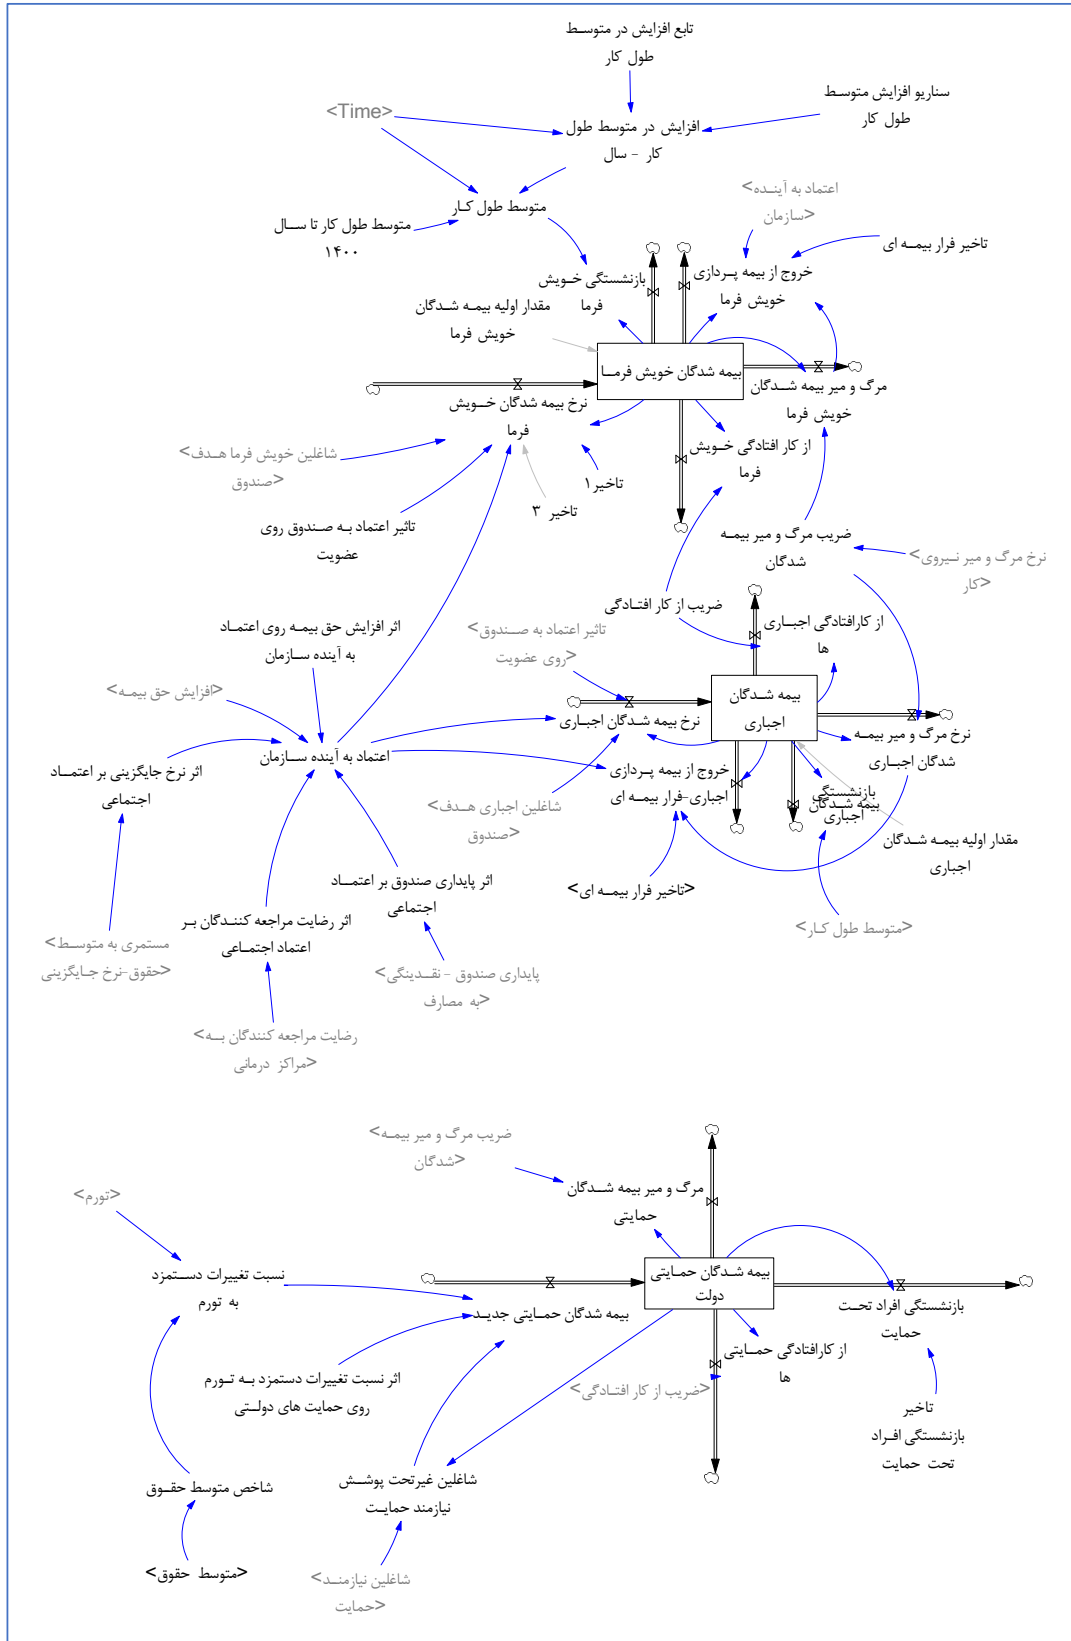 تابع افزایش در متوسط
طول کار
سناریو افزایش متوسط
طول کار
<Time>
افزایش در متوسط طول
کار - سال
<اعتماد به آینده
سازمان>
متوسط طول کار
متوسط طول کار تا سال
۱۴۰۰
تاخیر فرار بیمه ای
خروج از بیمه پردازی
خویش فرما
بازنشستگی خویش
فرما
مقدار اولیه بیمه شدگان
خویش فرما
بیمه شدگان خویش فرما
مرگ و میر بیمه شدگان
خویش فرما
نرخ بیمه شدگان خویش
فرما
از کار افتادگی خویش
فرما
<شاغلین خویش فرما هدف
صندوق>
تاخیر ۱
تاخیر ۳
تاثیر اعتماد به صندوق روی
عضویت
ضریب مرگ و میر بیمه
شدگان
<نرخ مرگ و میر نیروی
کار>
ضریب از کار افتادگی
از کارافتادگی اجباری
ها
اثر افزایش حق بیمه روی اعتماد
به آینده سازمان
<تاثیر اعتماد به صندوق
روی عضویت>
<افزایش حق بیمه>
بیمه شدگان
اجباری
نرخ بیمه شدگان اجباری
نرخ مرگ و میر بیمه
شدگان اجباری
اعتماد به آینده سازمان
اثر نرخ جایگزینی بر اعتماد
اجتماعی
خروج از بیمه پردازی
اجباری-فرار بیمه ای
بازنشستگی
بیمه شدگان
اجباری
<شاغلین اجباری هدف
صندوق>
مقدار اولیه بیمه شدگان
اجباری
اثر پایداری صندوق بر اعتماد
اجتماعی
<تاخیر فرار بیمه ای>
اثر رضایت مراجعه کنندگان بر
اعتماد اجتماعی
<متوسط طول کار>
<مستمری به متوسط
حقوق-نرخ جایگزینی>
<پایداری صندوق - نقدینگی
به مصارف>
<رضایت مراجعه کنندگان به
مراکز درمانی>
<ضریب مرگ و میر بیمه
شدگان>
مرگ و میر بیمه شدگان
حمایتی
<تورم>
نسبت تغییرات دستمزد
به تورم
بیمه شدگان حمایتی
دولت
بیمه شدگان حمایتی جدید
بازنشستگی افراد تحت
حمایت
از کارافتادگی حمایتی
ها
<ضریب از کار افتادگی>
اثر نسبت تغییرات دستمزد به تورم
روی حمایت های دولتی
تاخیر
بازنشستگی افراد
تحت حمایت
شاخص متوسط حقوق
شاغلین غیرتحت پوشش
نیازمند حمایت
<متوسط حقوق>
<شاغلین نیازمند
حمایت>